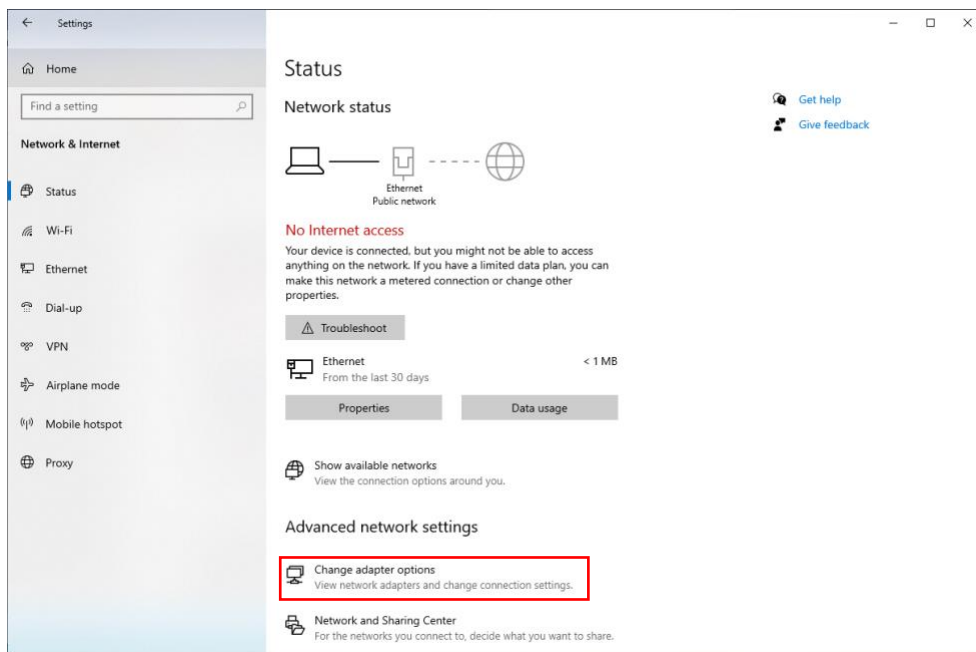 Settings
Home
Find a setting
Network & Internet
Status
Wi-Fi
Ethernet
Dial-up
VPN
Airplane mode
Mobile hotspot
Proxy
Status
Network status
Ethernet
Public network
No Internet access
Your device is connected, but you might not be able to access
anything on the network. If you have a limited data plan, you can
make this network a metered connection or change other
properties.
Troubleshoot
Ethernet
< 1 MB
From the last 30 days
Properties
Data usage
Show available networks
View the connection options around you.
Advanced network settings
Change adapter options
View network adapters and change connection settings.
Network and Sharing Center
For the networks you connect to, decide what you want to share.
Get help
Give feedback